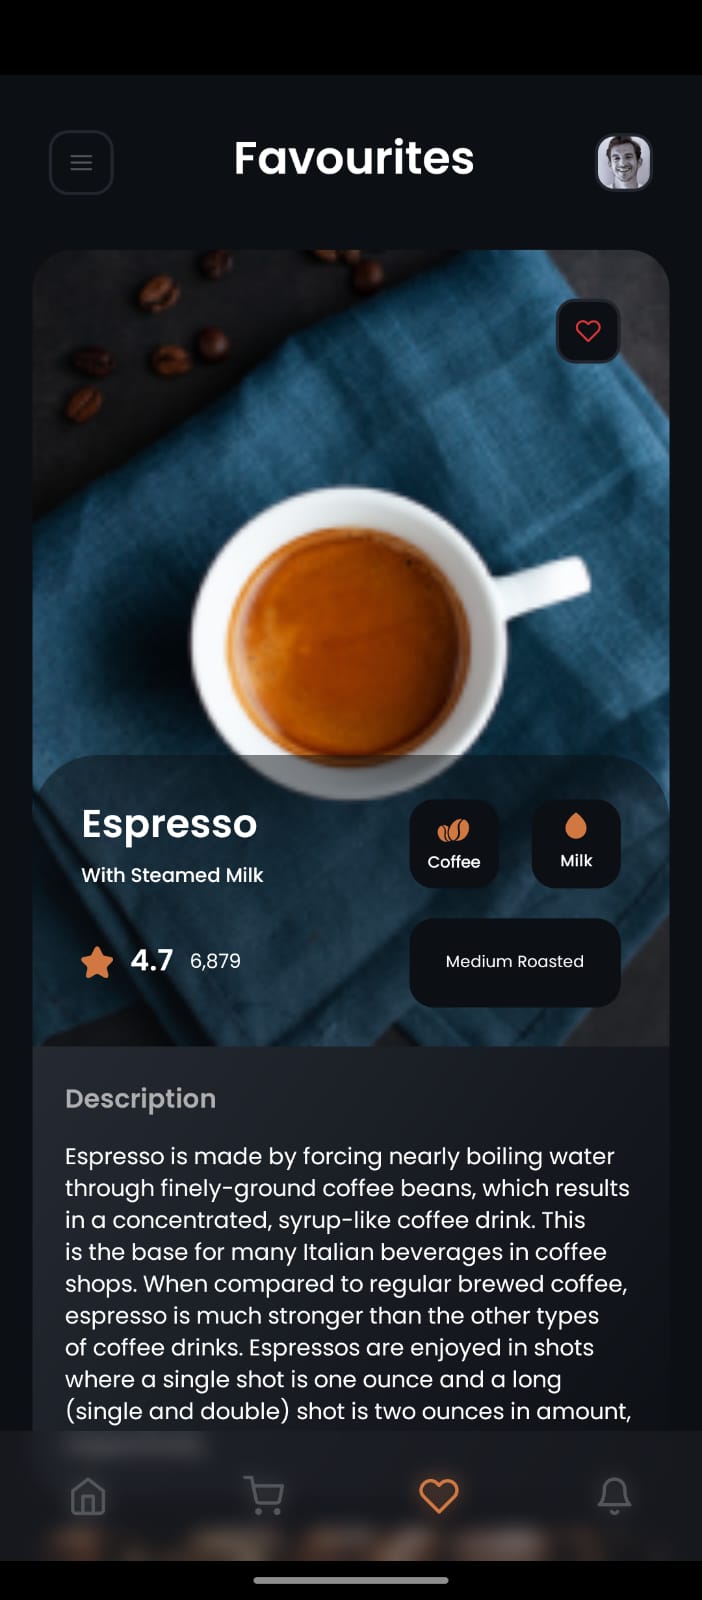 Favourites
Espresso
With Steamed Milk
Coffee
Milk
4.7 6,879
Medium Roasted
Description
Espresso is made by forcing nearly boiling water
through finely-ground coffee beans, which results
in a concentrated, syrup-like coffee drink. This
is the base for many Italian beverages in coffee
shops. When compared to regular brewed coffee,
espresso is much stronger than the other types
of coffee drinks. Espressos are enjoyed in shots
where a single shot is one ounce and a long
(single and double) shot is two ounces in amount,